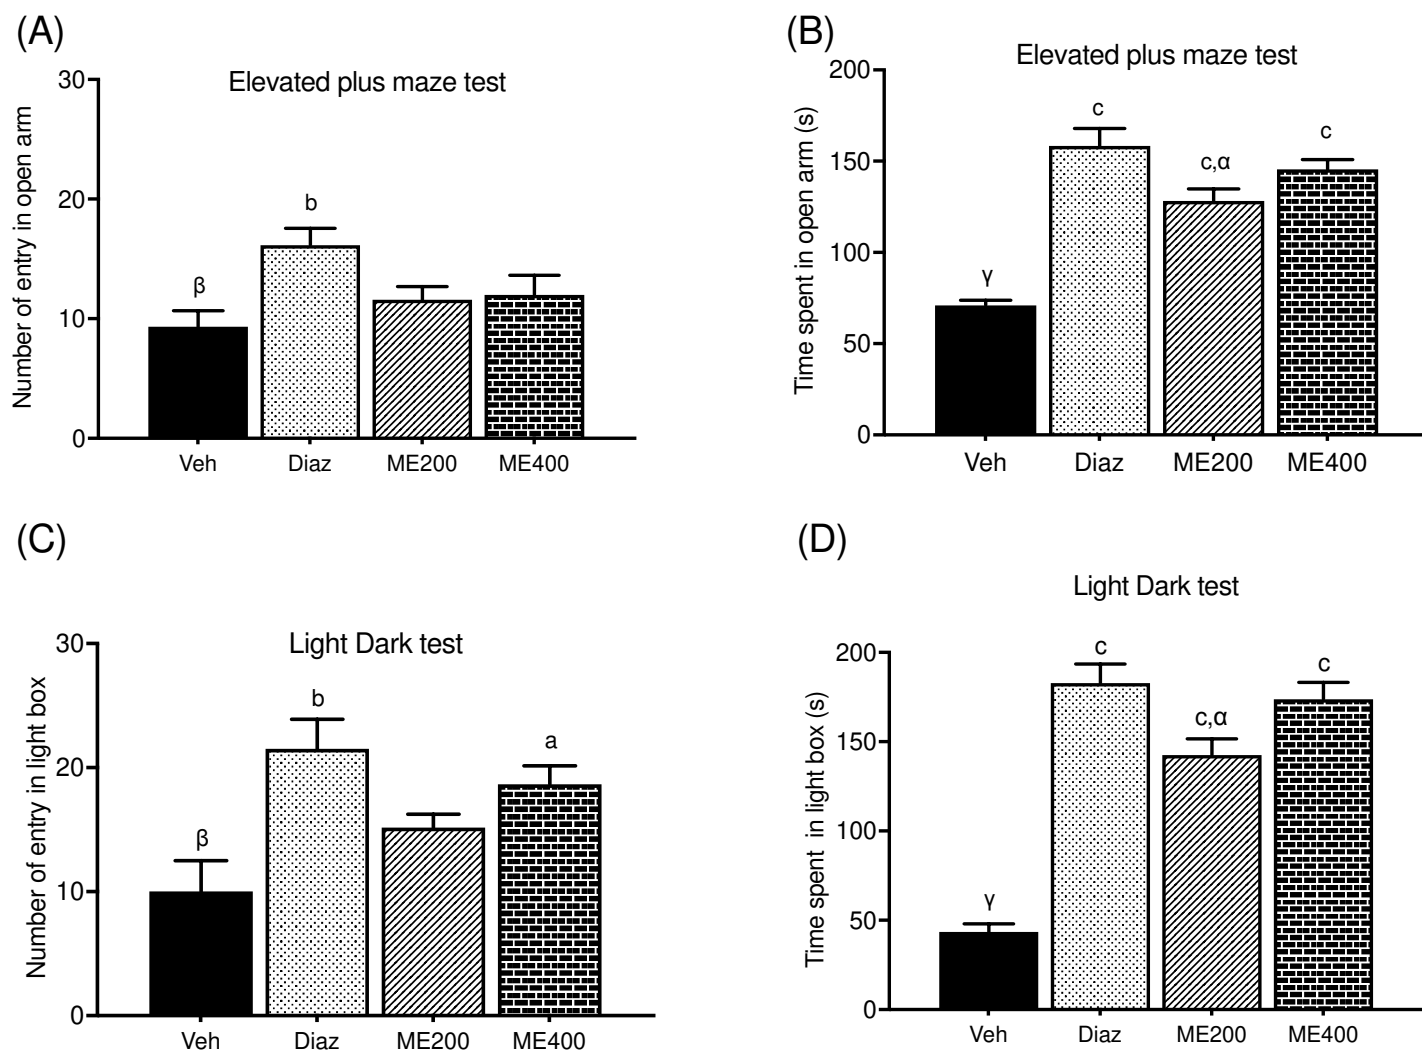 (A)
Elevated plus maze test
Number of entry in open arm
30
20
10
0
β
b
Veh
Diaz
ME200
ME400
(B)
Elevated plus maze test
Time spent in open arm (s)
200
150
100
50
0
γ
c
c,α
c
Veh
Diaz
ME200
ME400
(C)
Light Dark test
Number of entry in light box
30
20
10
0
β
b
a
Veh
Diaz
ME200
ME400
(D)
Light Dark test
Time spent in light box (s)
200
150
100
50
0
γ
c
c,α
c
Veh
Diaz
ME200
ME400